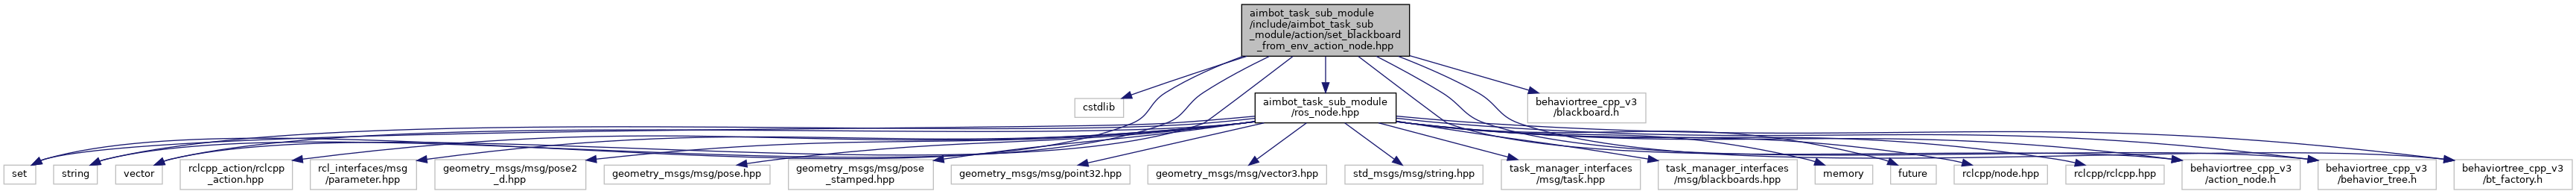 aimbot_task_sub_module
/include/aimbot_task_sub
_module/action/set_blackboard
_from_env_action_node.hpp
cstdlib
aimbot_task_sub_module
/ros_node.hpp
behaviortree_cpp_v3
/blackboard.h
set
string
vector
rclcpp_action/rclcpp
_action.hpp
rcl_interfaces/msg
/parameter.hpp
geometry_msgs/msg/pose2
_d.hpp
geometry_msgs/msg/pose.hpp
geometry_msgs/msg/pose
_stamped.hpp
geometry_msgs/msg/point32.hpp
geometry_msgs/msg/vector3.hpp
std_msgs/msg/string.hpp
task_manager_interfaces
/msg/task.hpp
task_manager_interfaces
/msg/blackboards.hpp
memory
future
rclcpp/node.hpp
rclcpp/rclcpp.hpp
behaviortree_cpp_v3
/action_node.h
behaviortree_cpp_v3
/behavior_tree.h
behaviortree_cpp_v3
/bt_factory.h